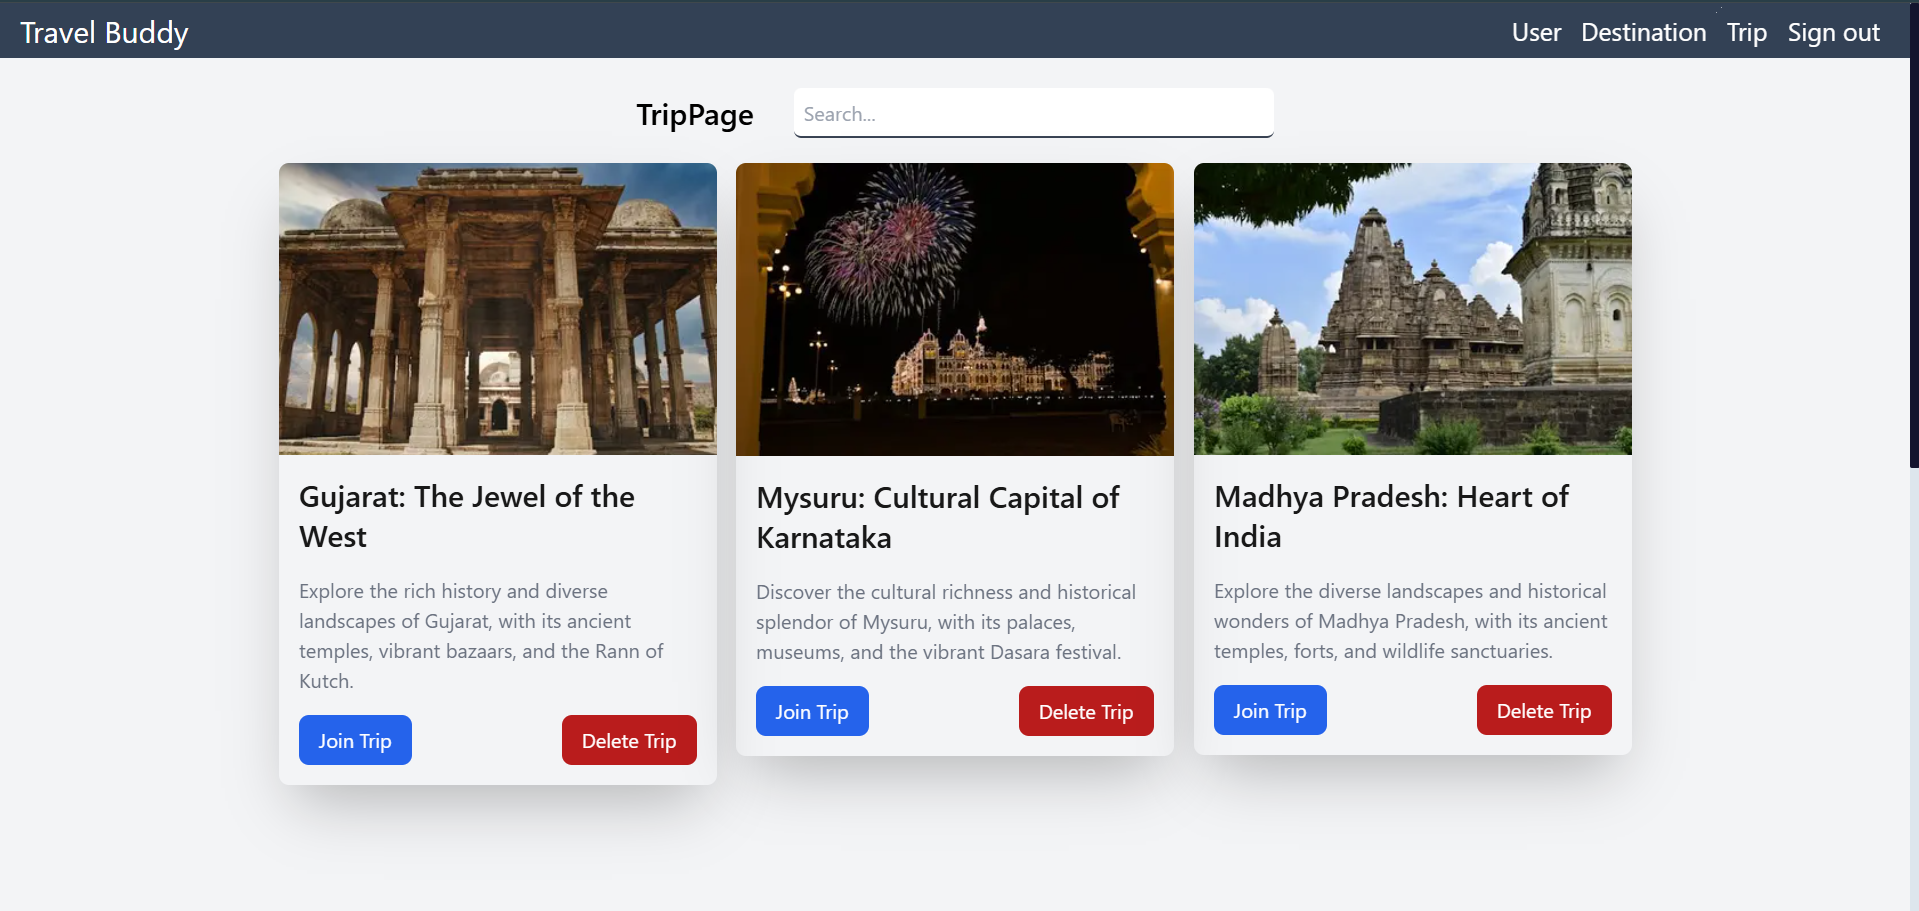 Travel Buddy
User Destination Trip Sign out
TripPage
Search...
Gujarat: The Jewel of the
West
Explore the rich history and diverse
landscapes of Gujarat, with its ancient
temples, vibrant bazaars, and the Rann of
Kutch.
Join Trip
Delete Trip
Mysuru: Cultural Capital of
Karnataka
Discover the cultural richness and historical
splendor of Mysuru, with its palaces,
museums, and the vibrant Dasara festival.
Join Trip
Delete Trip
Madhya Pradesh: Heart of
India
Explore the diverse landscapes and historical
wonders of Madhya Pradesh, with its ancient
temples, forts, and wildlife sanctuaries.
Join Trip
Delete Trip